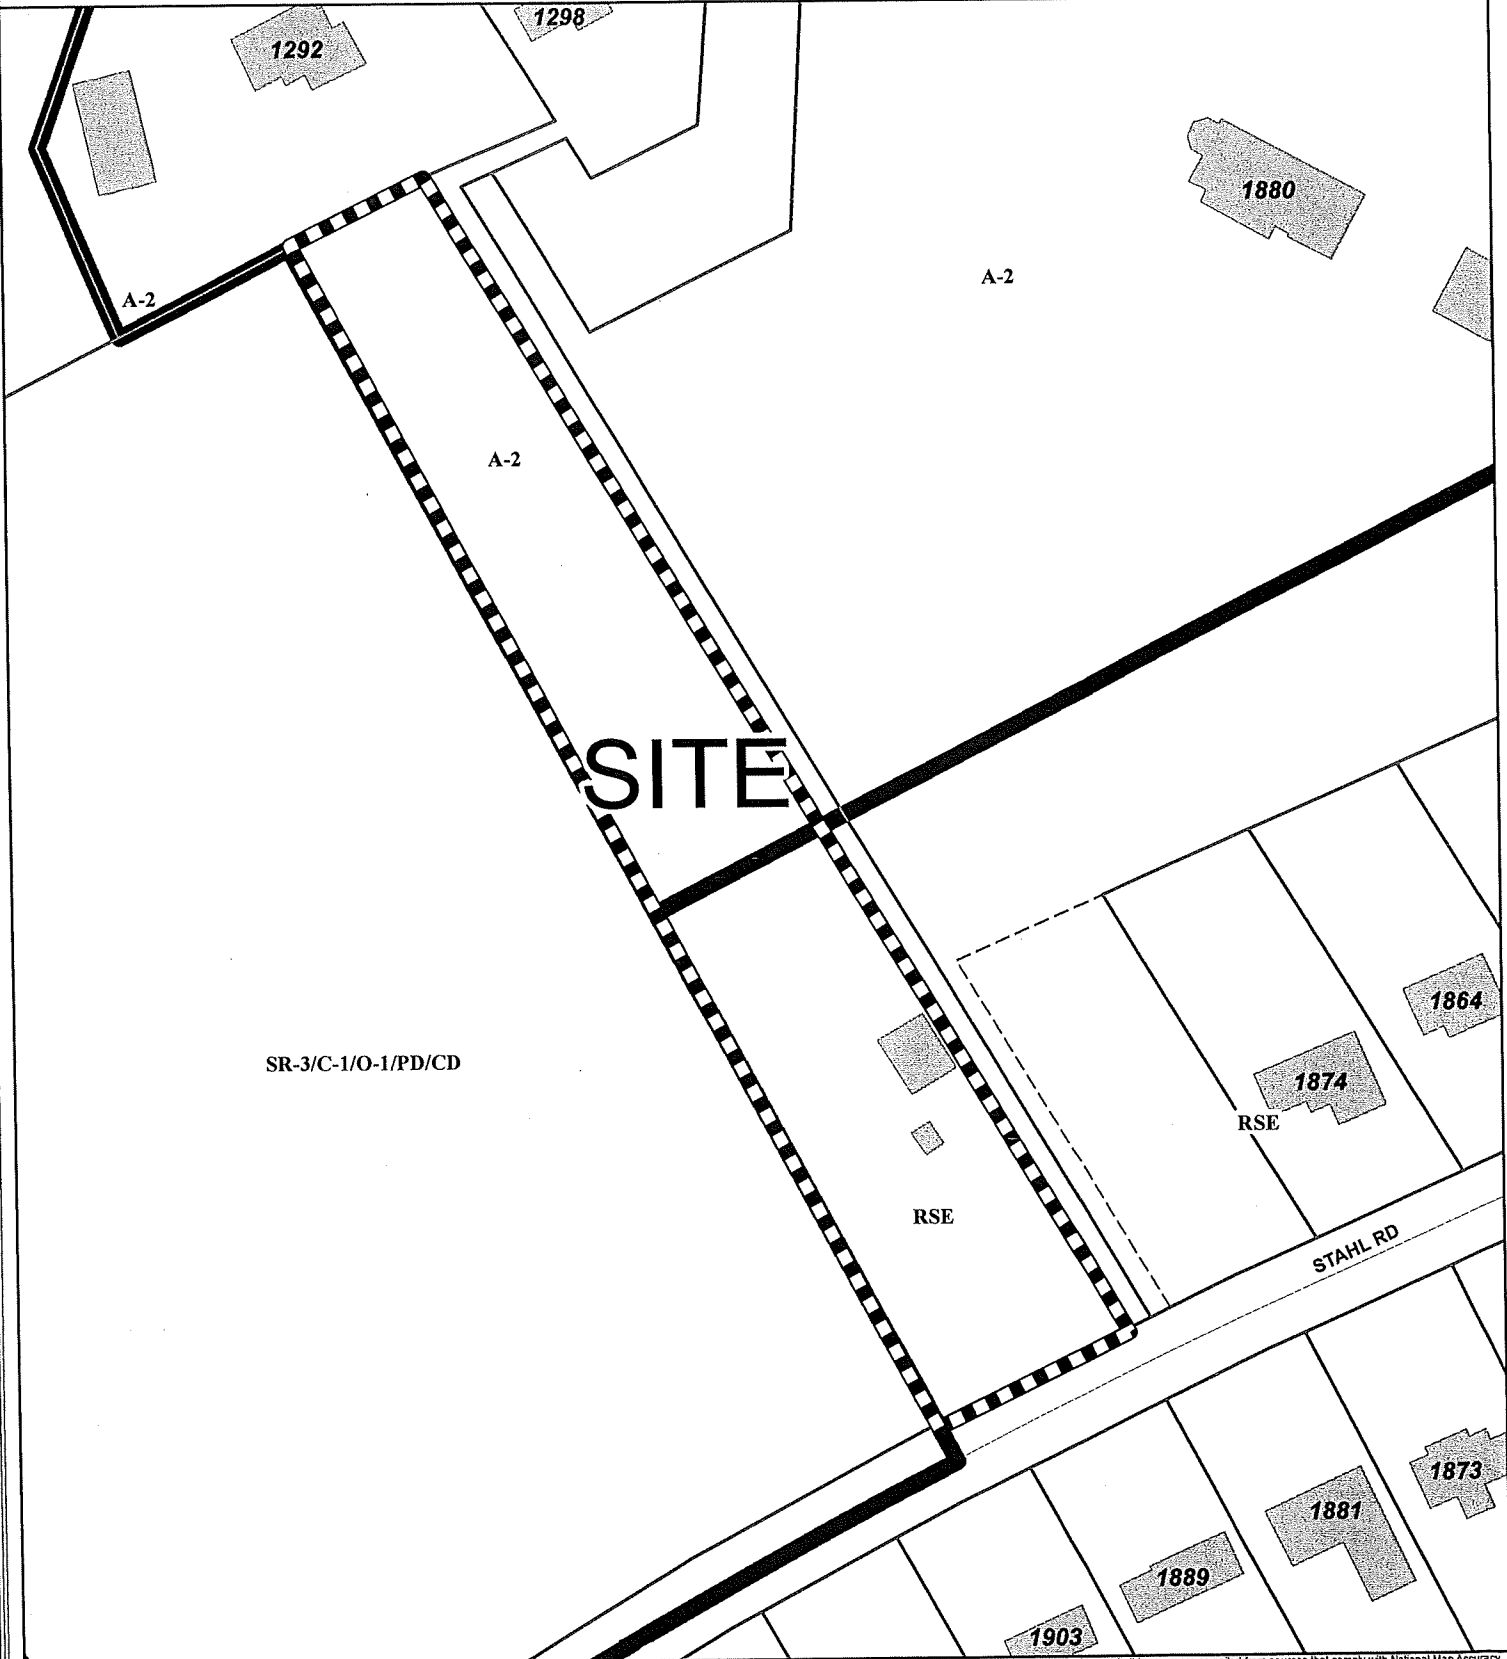 1298
1292
1880
A-2
A-2
A-2
SITE
1864
SR-3/C-1/O-1/PD/CD
1874
RSE
RSE
STAHL RD
1873
1881
1889
1903